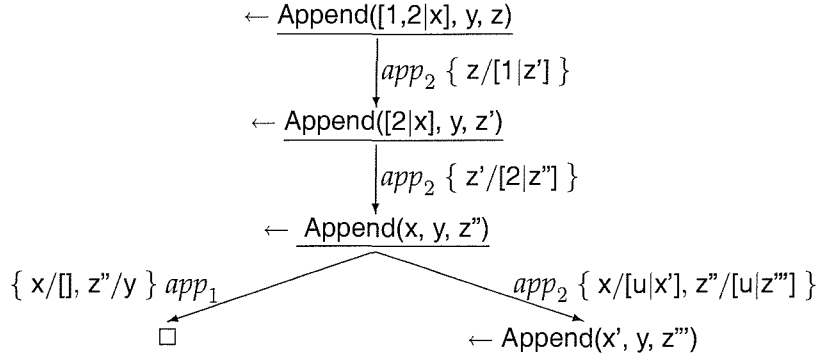 ← Append([1,2|x], y, z)
app₂ { z/[1|z'] }
← Append([2|x], y, z')
app₂ { z'/[2|z''] }
← Append(x, y, z'')
{ x/[], z''/y } app₁
app₂ { x/[u|x'], z''/[u|z'''] }
□
← Append(x', y, z''')